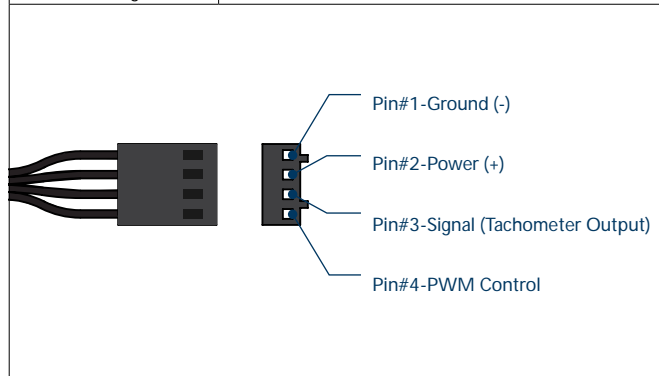 Pin#1-Ground (-)
Pin#2-Power (+)
Pin#3-Signal (Tachometer Output)
Pin#4-PWM Control